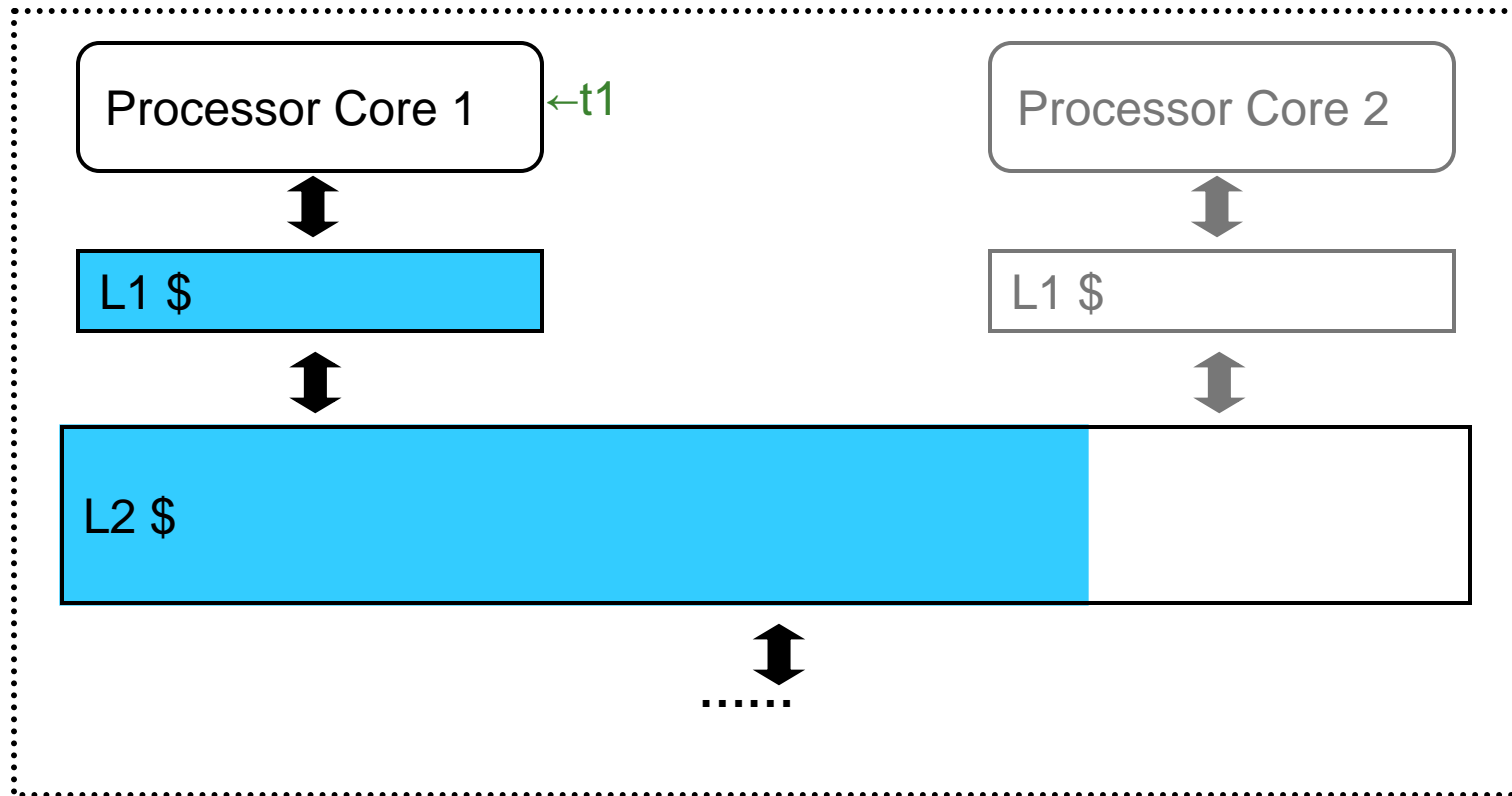 Processor Core 1
←t1
Processor Core 2
L1 $
L1 $
L2 $
......